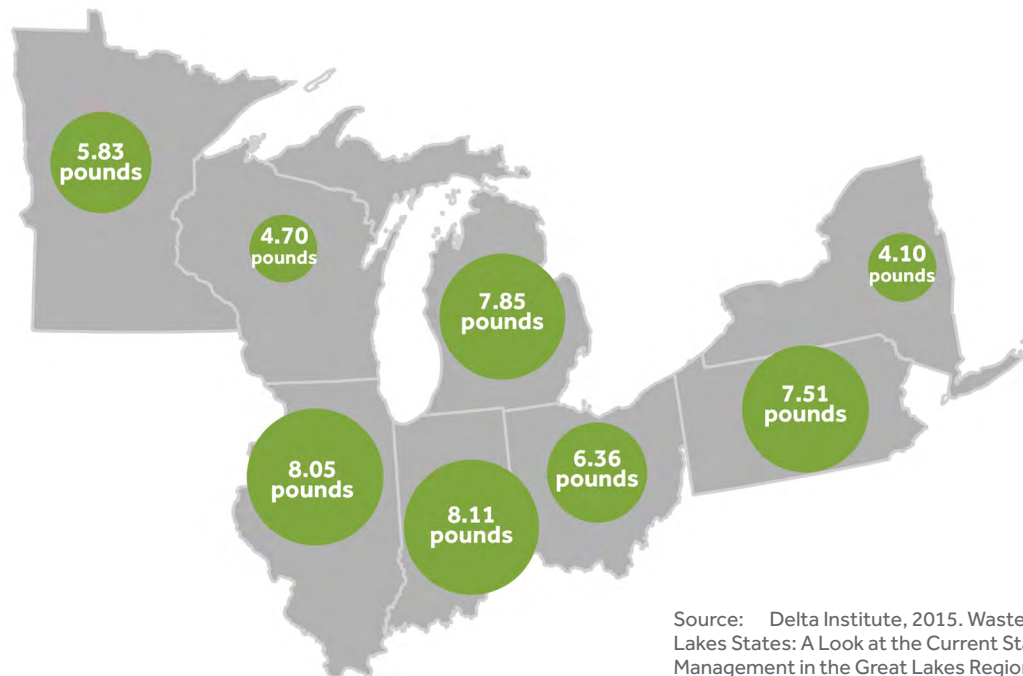 5.83
pounds
4.70
pounds
7.85
pounds
4.10
pounds
7.51
pounds
8.05
pounds
8.11
pounds
6.36
pounds
Source: Delta Institute, 2015. Waste
Lakes States: A Look at the Current Sta
Management in the Great Lakes Region